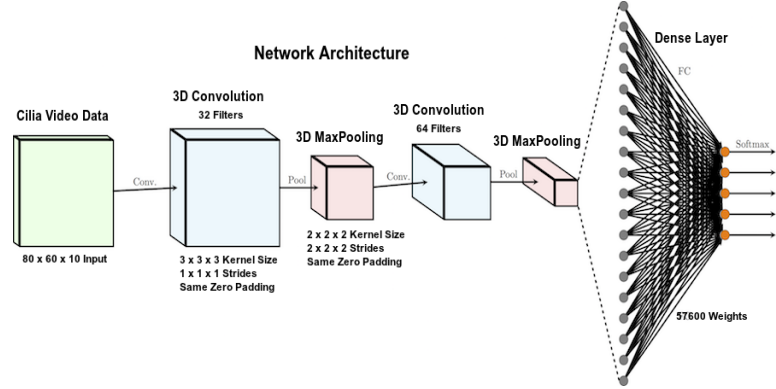 Network Architecture
Cilia Video Data
80 x 60 x 10 Input
Conv.
3D Convolution
32 Filters
3 x 3 x 3 Kernel Size
1 x 1 x 1 Strides
Same Zero Padding
Pool
3D MaxPooling
2 x 2 x 2 Kernel Size
2 x 2 x 2 Strides
Same Zero Padding
Conv.
3D Convolution
64 Filters
Pool
3D MaxPooling
Dense Layer
FC
Softmax
57600 Weights